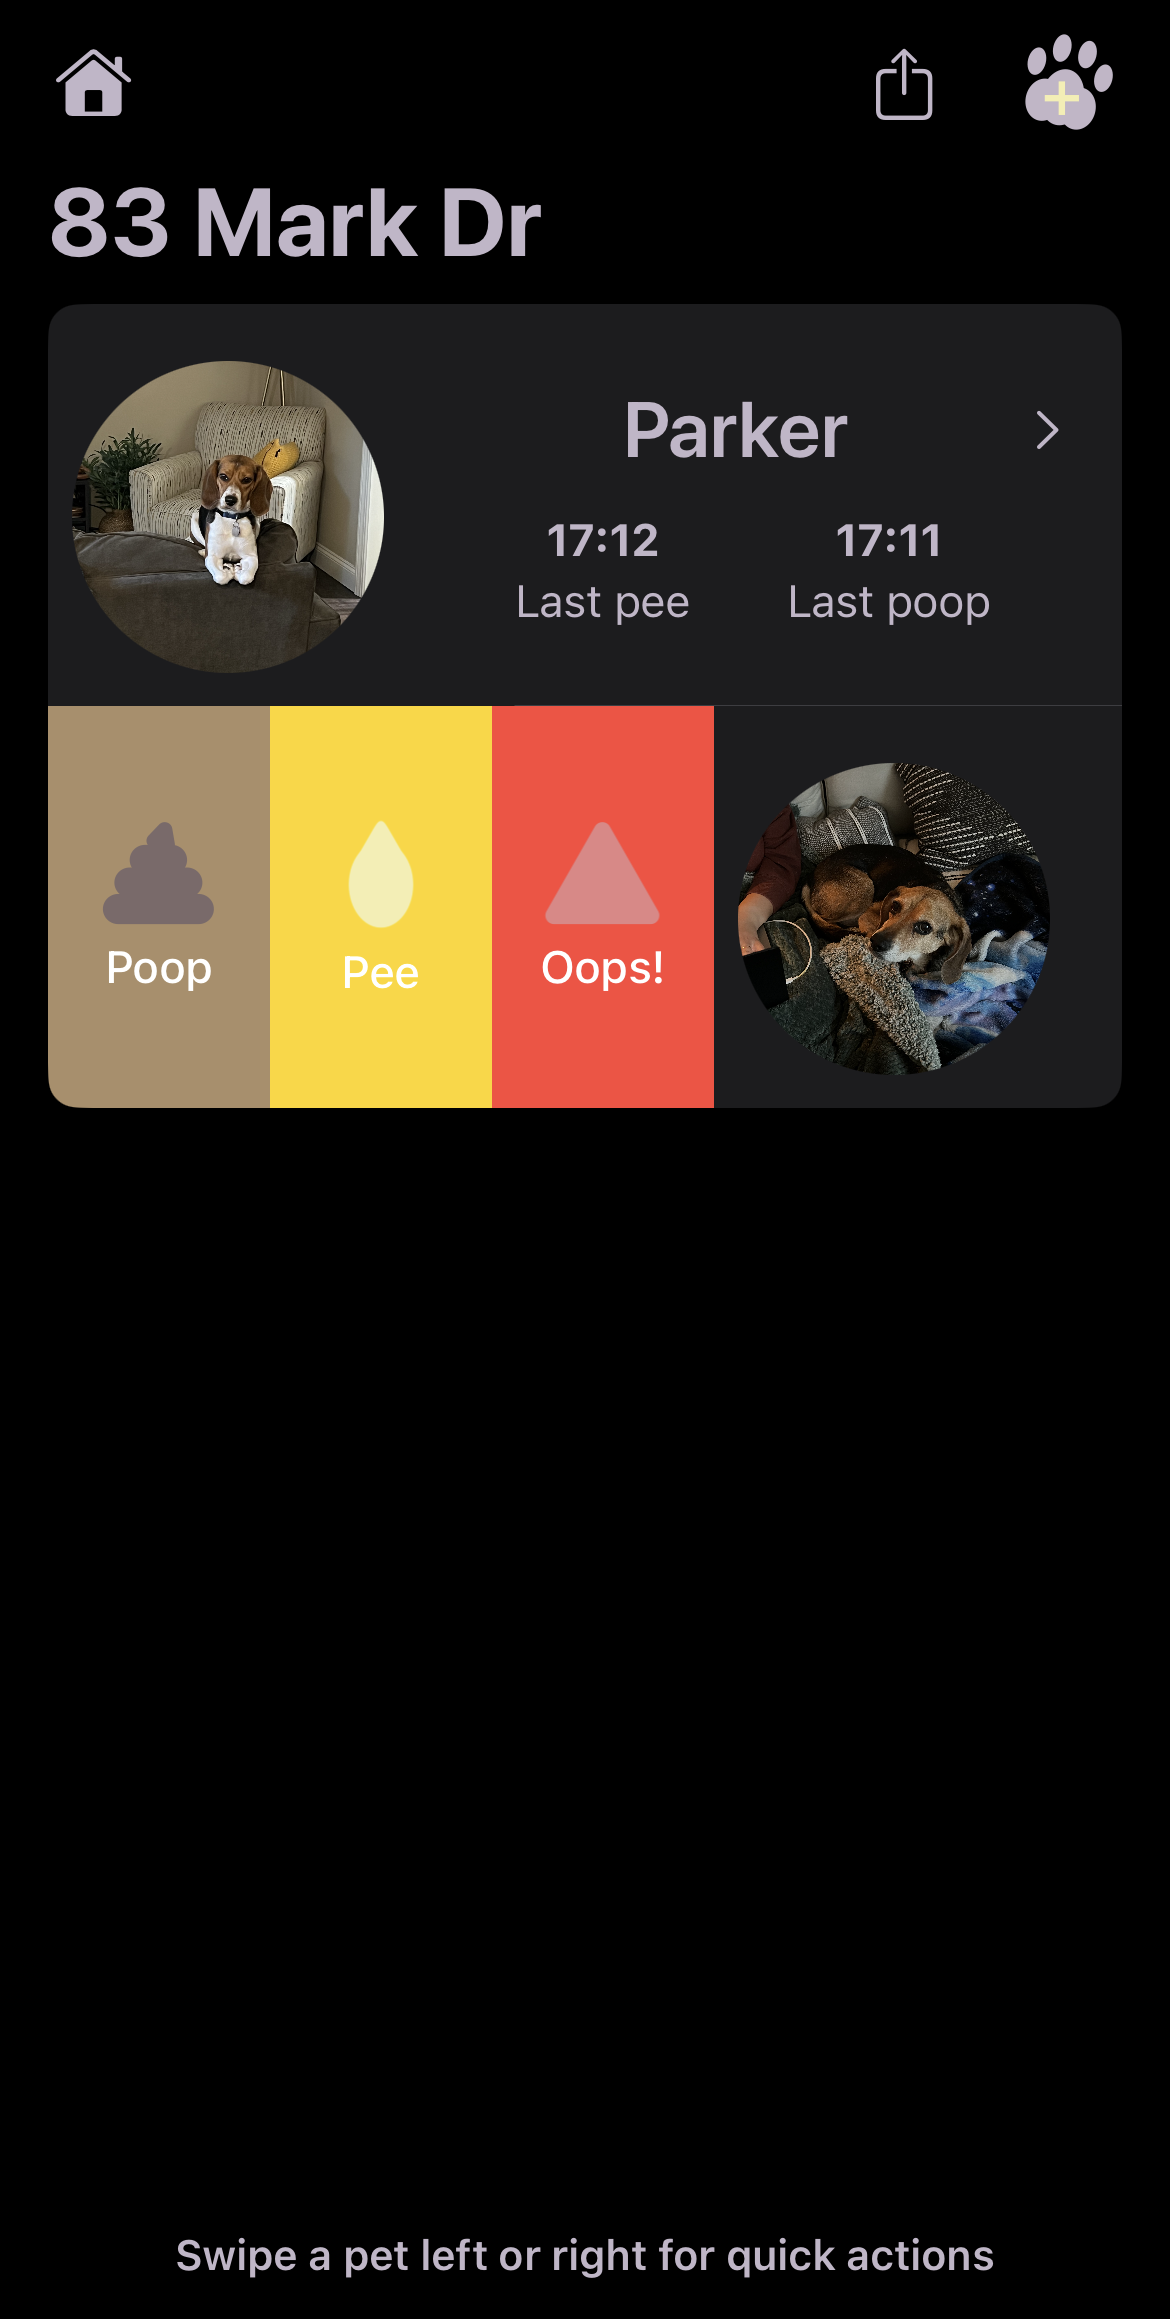 83 Mark Dr
Parker
17:12 17:11
Last pee Last poop
Poop Pee Oops!
Swipe a pet left or right for quick actions